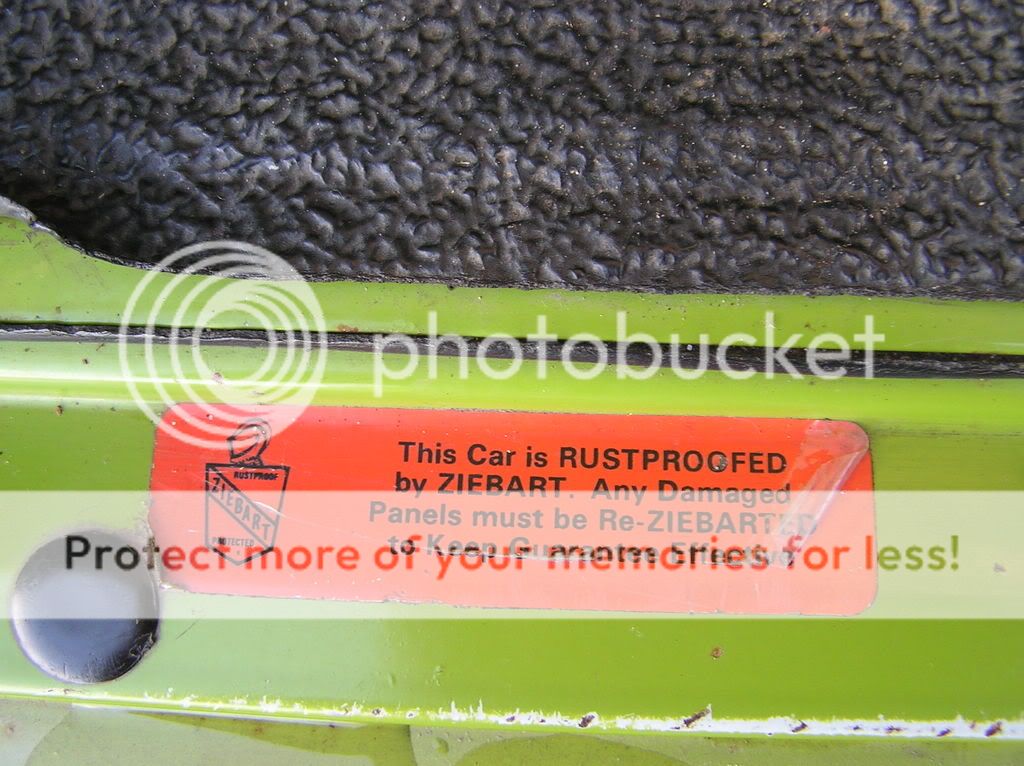 photobucket
This Car is RUSTPROOFED
by ZIEBART. Any Damaged
Panels must be Re-ZIEBARTED
to Keep Guarantee Effective
RUSTPROOF
ZIEBART
PROTECTED
Protect more of your memories for less!